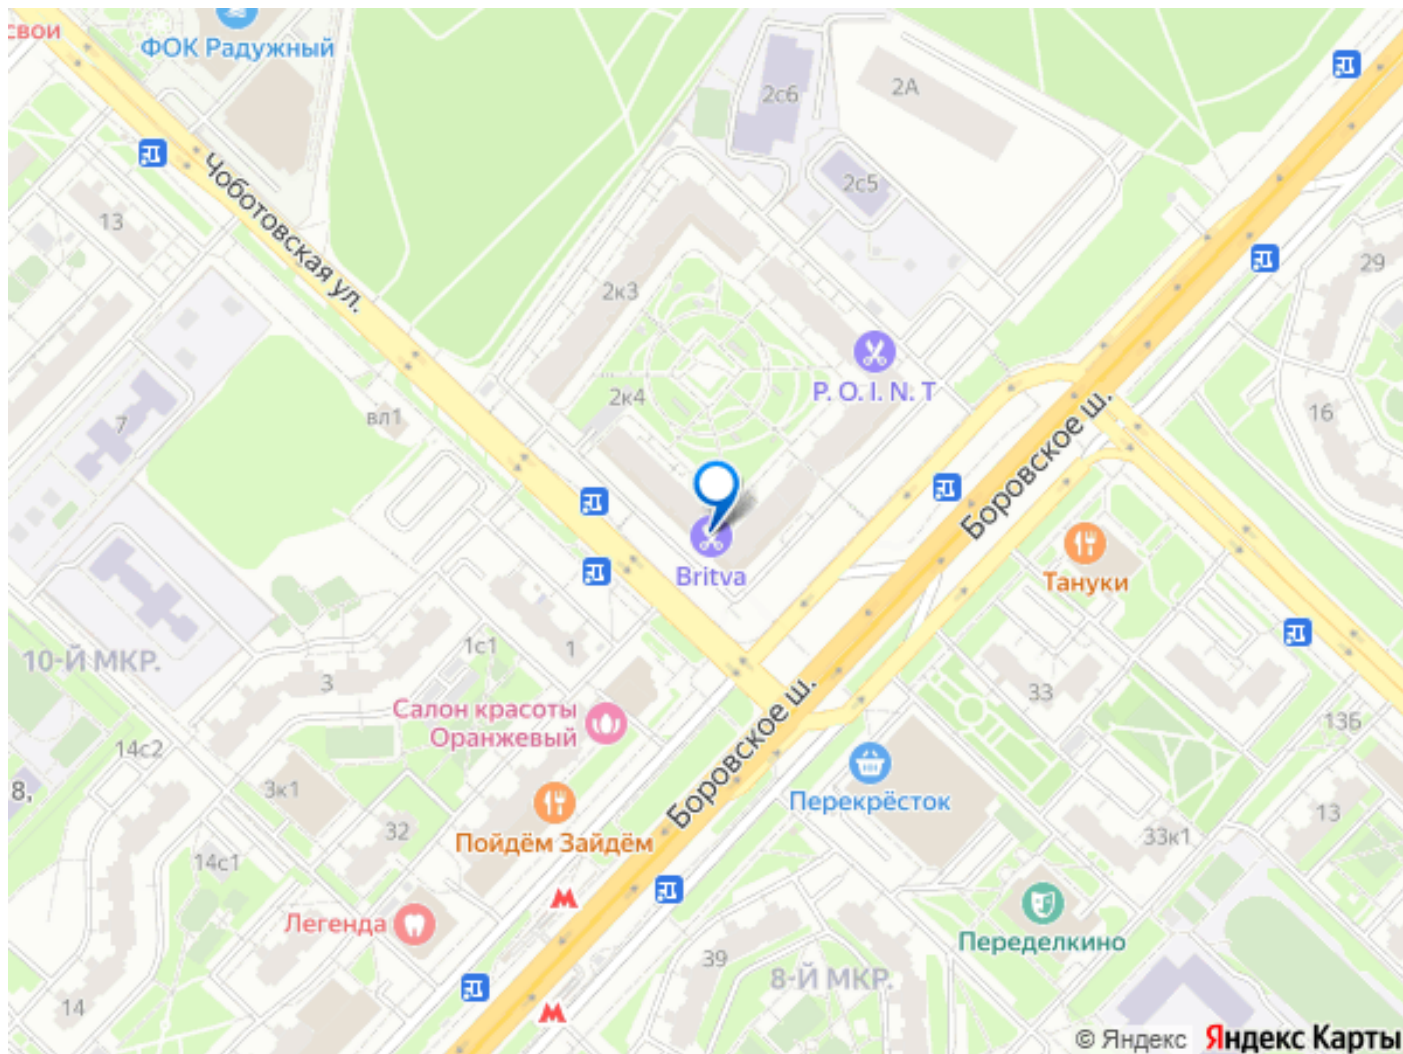 свои
ФОК Радужный
2с6
2А
2с5
Чоботовская ул.
13
29
2к3
P. O. I. N. T
2к4
вл1
7
16
Боровское ш.
Britva
Тануки
10-Й МКР.
1с1
1
3
33
13Б
Салон красоты
Оранжевый
Боровское ш.
14с2
8,
3к1
32
Перекрёсток
13
33к1
Пойдём Зайдём
14с1
Легенда
Переделкино
39
8-Й МКР.
14
© Яндекс Яндекс Карты